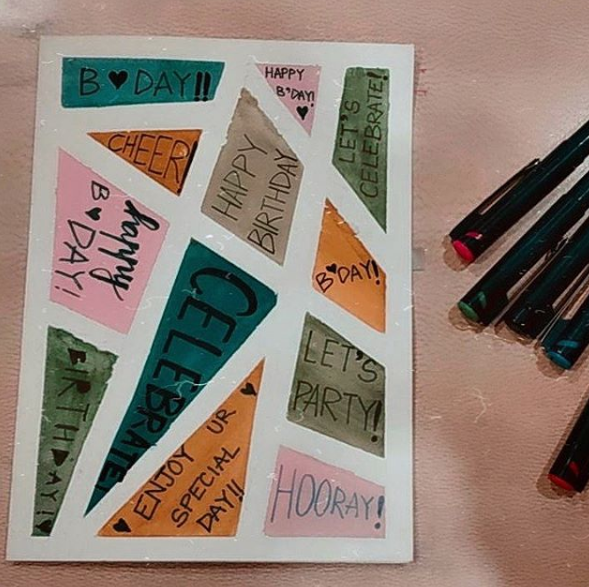 B♥DAY!!
HAPPY
B'DAY!
♥
LET'S
CELEBRATE!
CHEER!
HAPPY
BIRTHDAY
happy
B♥
DAY!
B♥DAY!
CELEBRATE!
LET'S
PARTY!
BIRTHDAY!♥
ENJOY UR
SPECIAL
DAY!!
HOORAY!